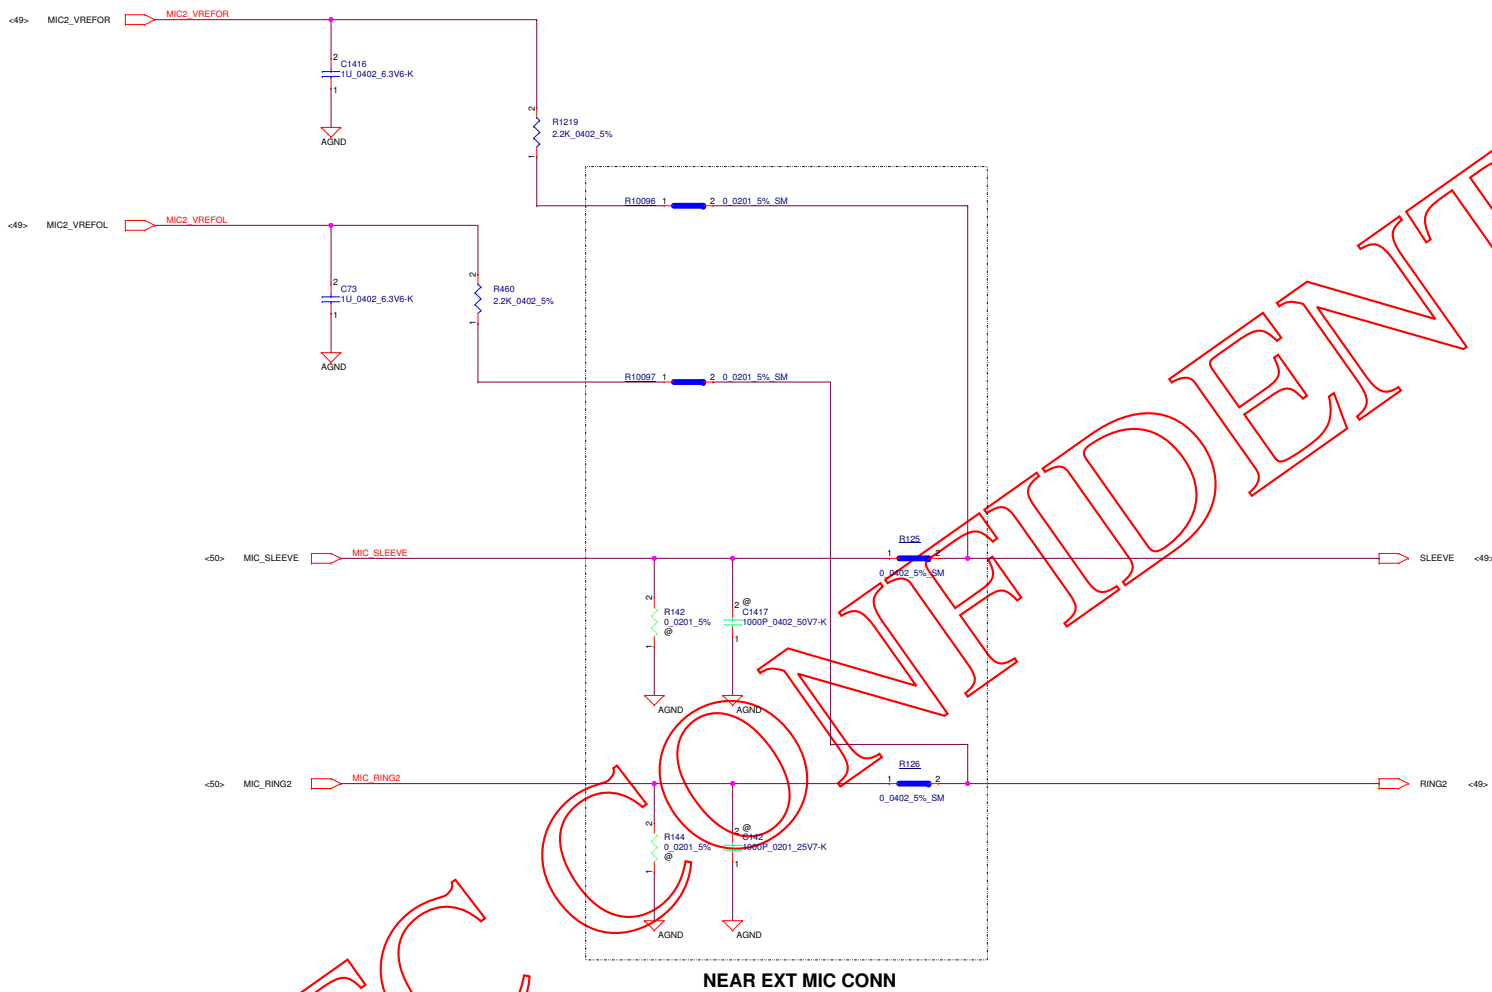 <49> MIC2_VREFOR MIC2_VREFOR
2
C1416
1U_0402_6.3V6-K
1
AGND
2
R1219
2.2K_0402_5%
1
R10096 1 2 0_0201_5%_SM
<49> MIC2_VREFOL MIC2_VREFOL
2
C73
1U_0402_6.3V6-K
1
AGND
2
R460
2.2K_0402_5%
1
R10097 1 2 0_0201_5%_SM
<50> MIC_SLEEVE MIC_SLEEVE
R125
1 2
0_0402_5%_SM
SLEEVE <49>
2
R142
0_0201_5%
@
1
AGND
2 @
C1417
1000P_0402_50V7-K
1
AGND
<50> MIC_RING2 MIC_RING2
R126
1 2
0_0402_5%_SM
RING2 <49>
2
R144
0_0201_5%
@
1
AGND
2 @
C142
1000P_0201_25V7-K
1
AGND
NEAR EXT MIC CONN
C CONFIDENT